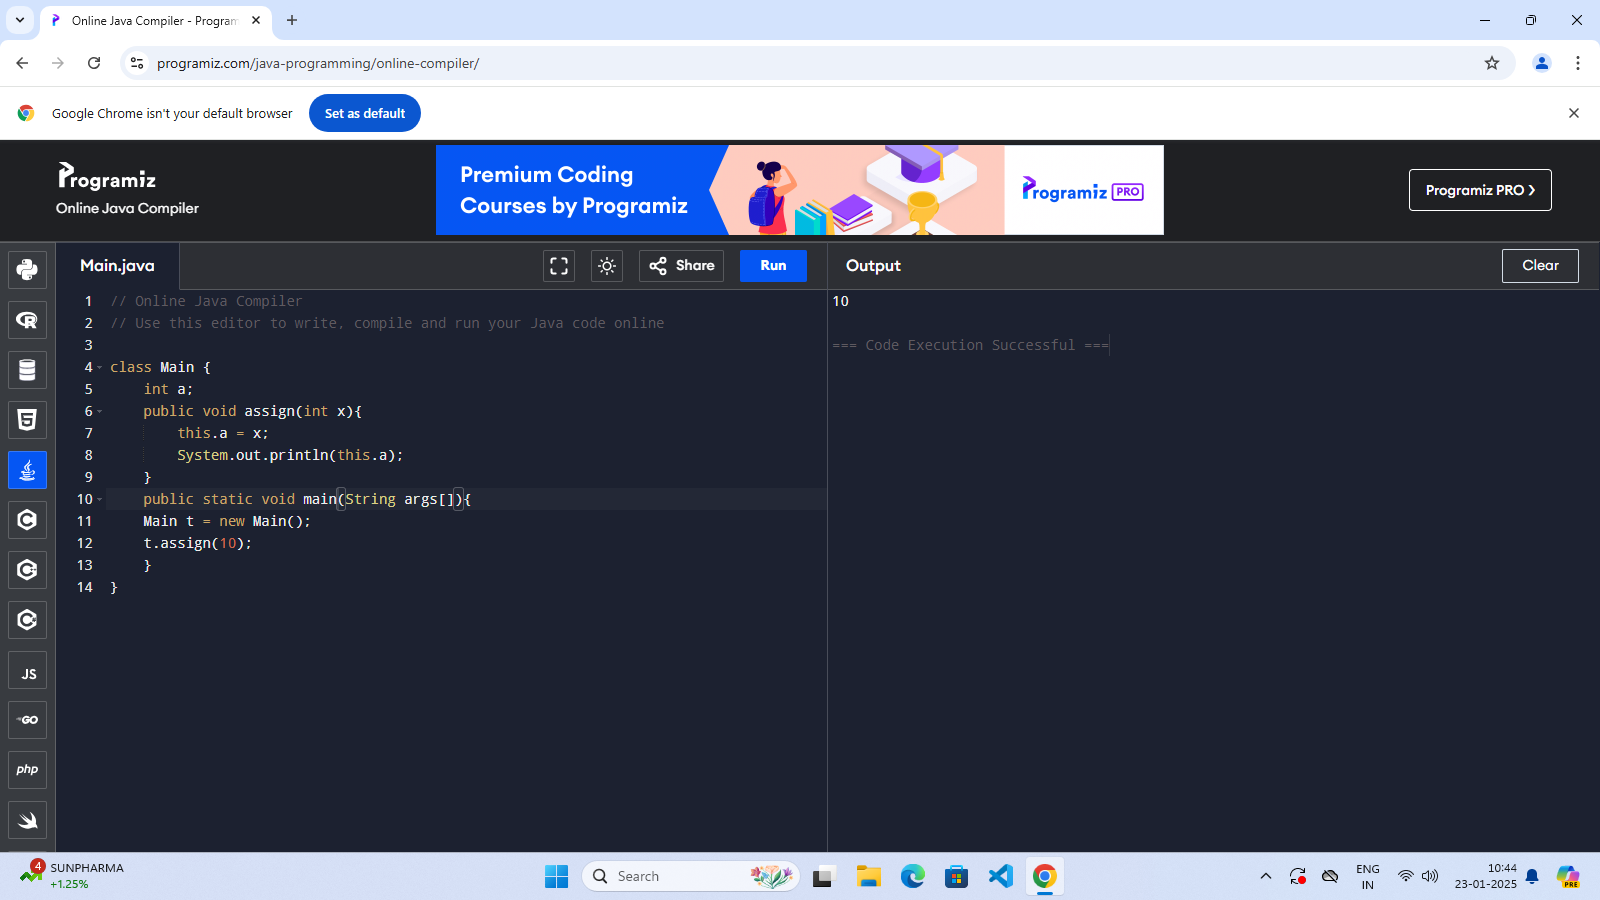 Online Java Compiler - Program
programiz.com/java-programming/online-compiler/
Google Chrome isn't your default browser
Set as default
Programiz
Online Java Compiler
Premium Coding
Courses by Programiz
Programiz PRO
Programiz PRO ›
Main.java
Share
Run
Output
Clear
1 // Online Java Compiler
2 // Use this editor to write, compile and run your Java code online
3
4 class Main {
5 int a;
6 public void assign(int x){
7 this.a = x;
8 System.out.println(this.a);
9 }
10 public static void main(String args[]){
11 Main t = new Main();
12 t.assign(10);
13 }
14 }
10
=== Code Execution Successful ===
JS
GO
php
4
SUNPHARMA
+1.25%
Search
ENG
IN
10:44
23-01-2025
PRE